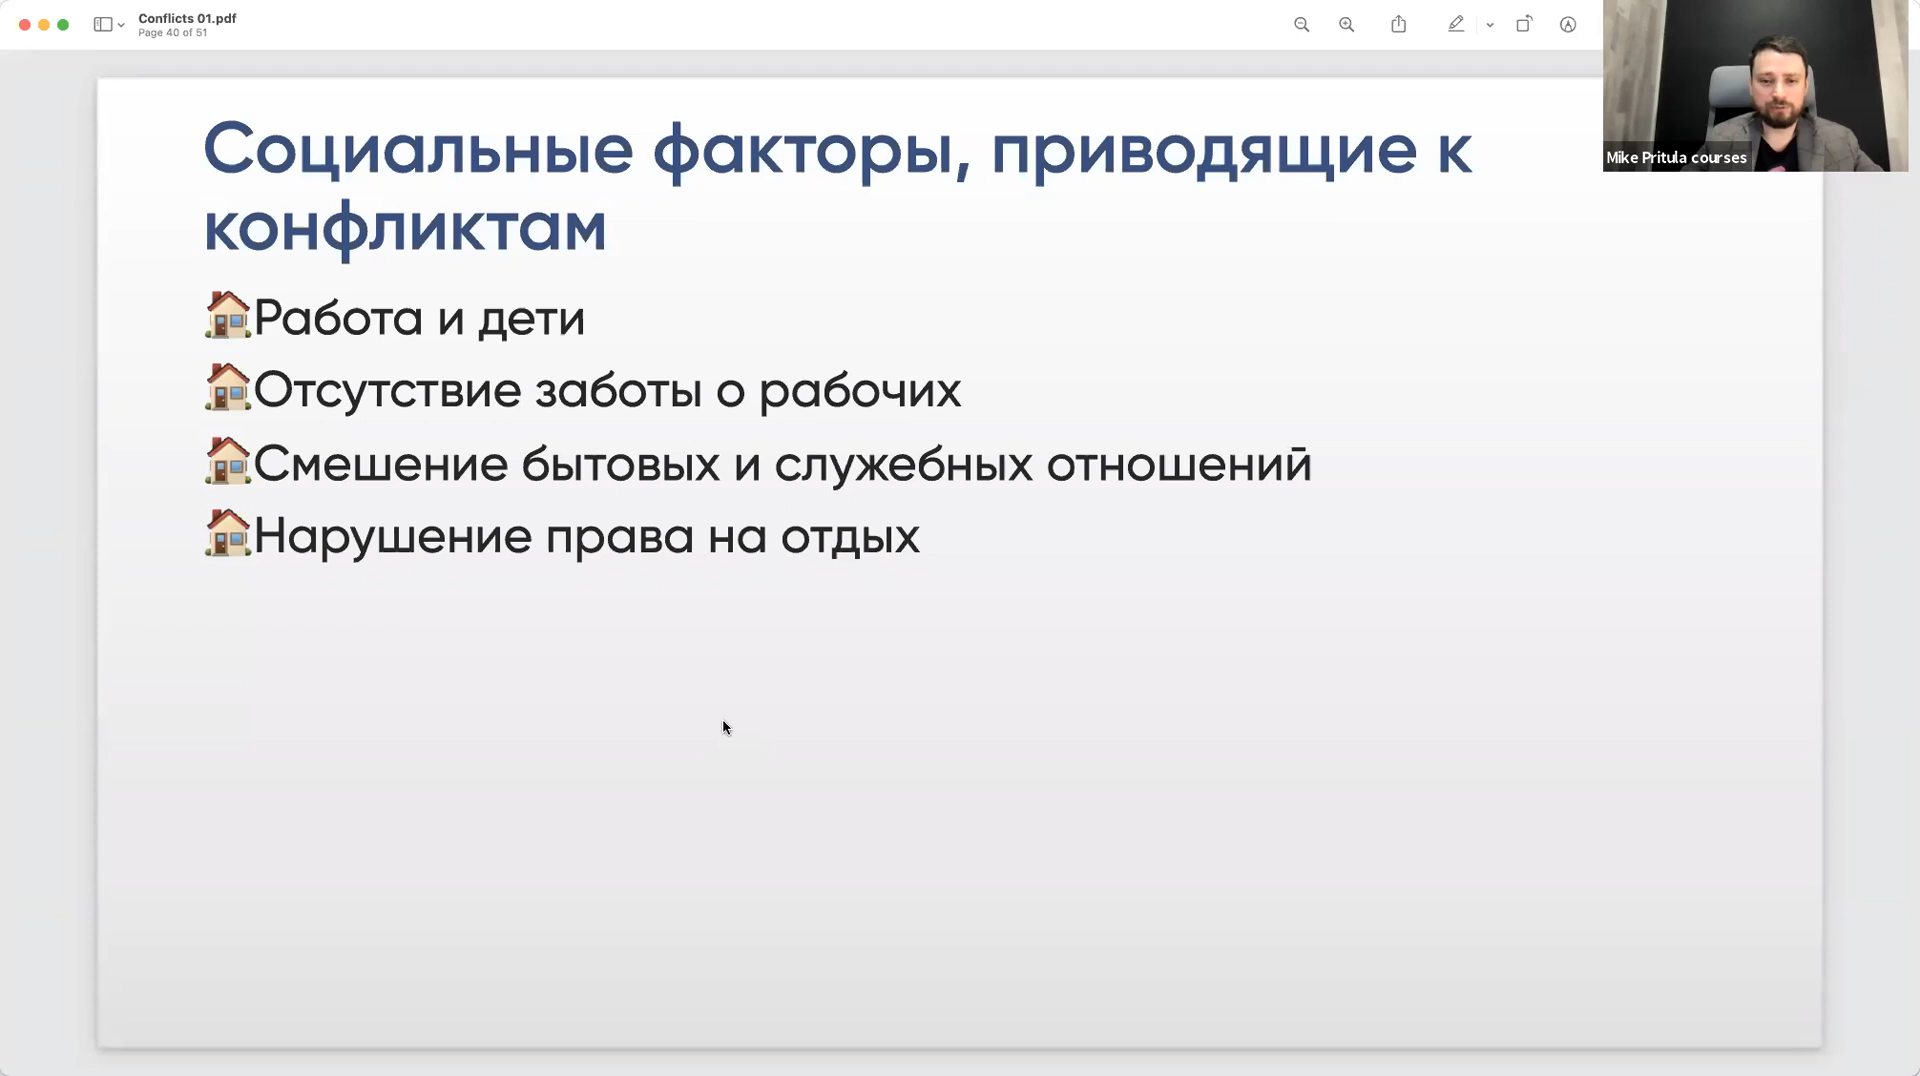 Conflicts 01.pdf
Page 40 of 51
Mike Pritula courses
Социальные факторы, приводящие к
конфликтам
Работа и дети
Отсутствие заботы о рабочих
Смешение бытовых и служебных отношений
Нарушение права на отдых